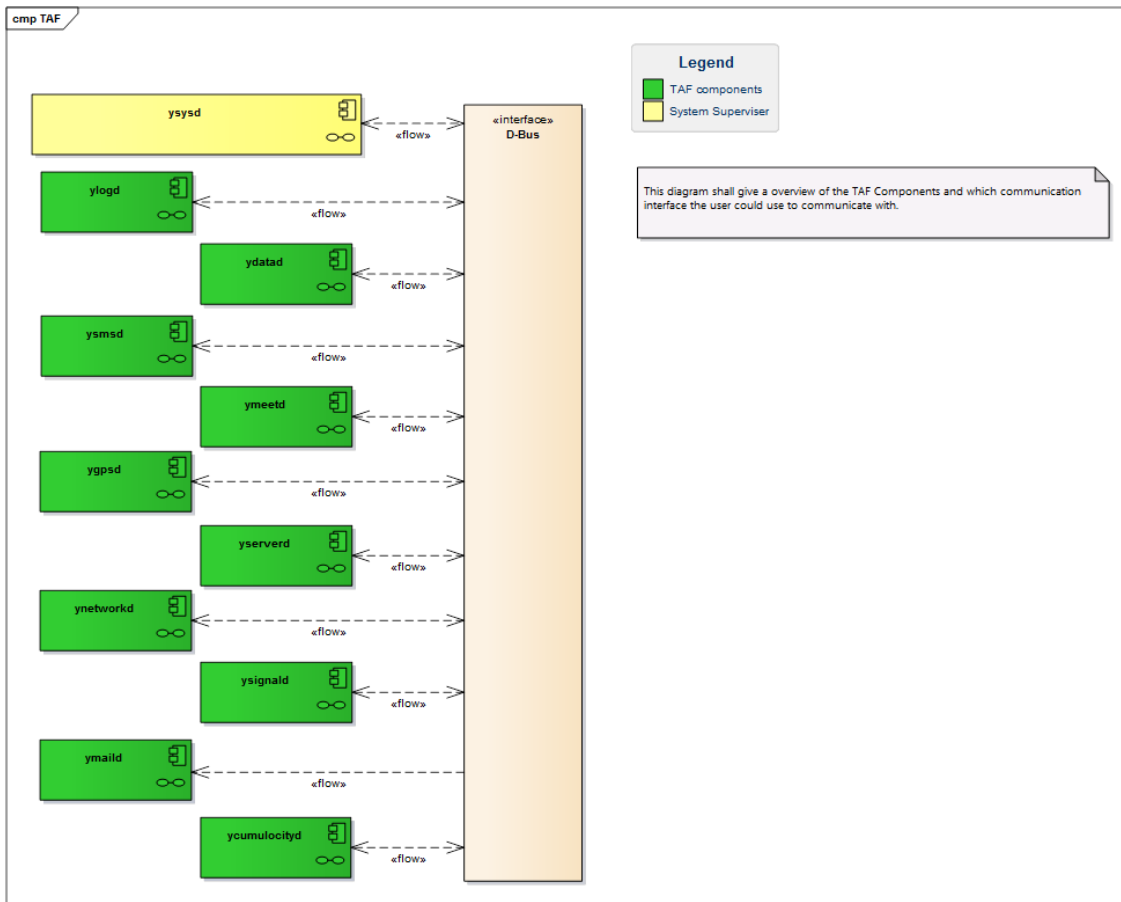 cmp TAF
Legend
TAF components
System Superviser
ysysd
«flow»
«interface»
D-Bus
This diagram shall give a overview of the TAF Components and which communication
interface the user could use to communicate with.
ylogd
«flow»
ydatad
«flow»
ysmsd
«flow»
ymeetd
«flow»
ygpsd
«flow»
yserverd
«flow»
ynetworkd
«flow»
ysignald
«flow»
ymaild
«flow»
ycumulocityd
«flow»